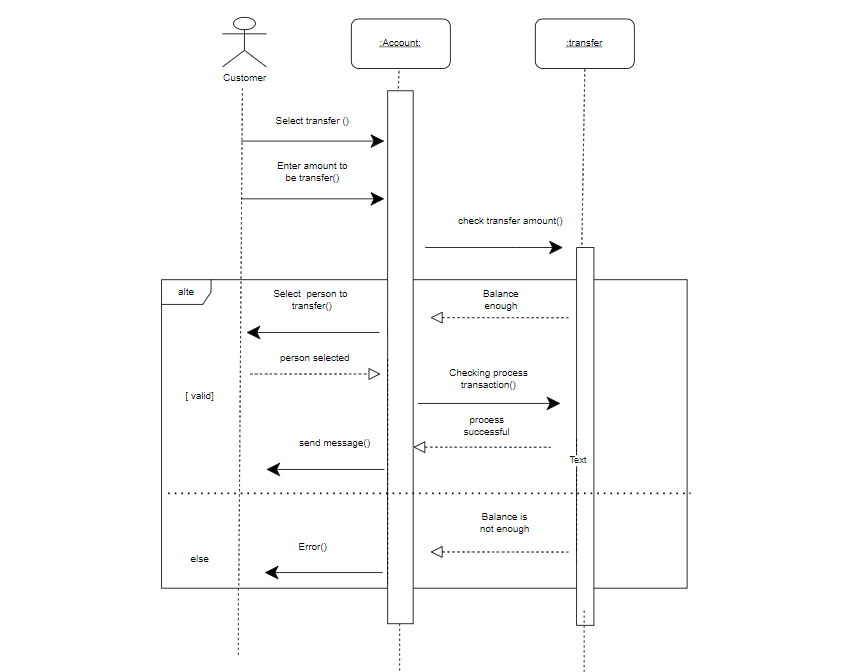 :Account:
:transfer
Customer
Select transfer ()
Enter amount to
be transfer()
check transfer amount()
alte
Select  person to
transfer()
Balance
enough
person selected
Checking process
transaction()
[ valid]
process
successful
send message()
Text
Balance is
not enough
Error()
else